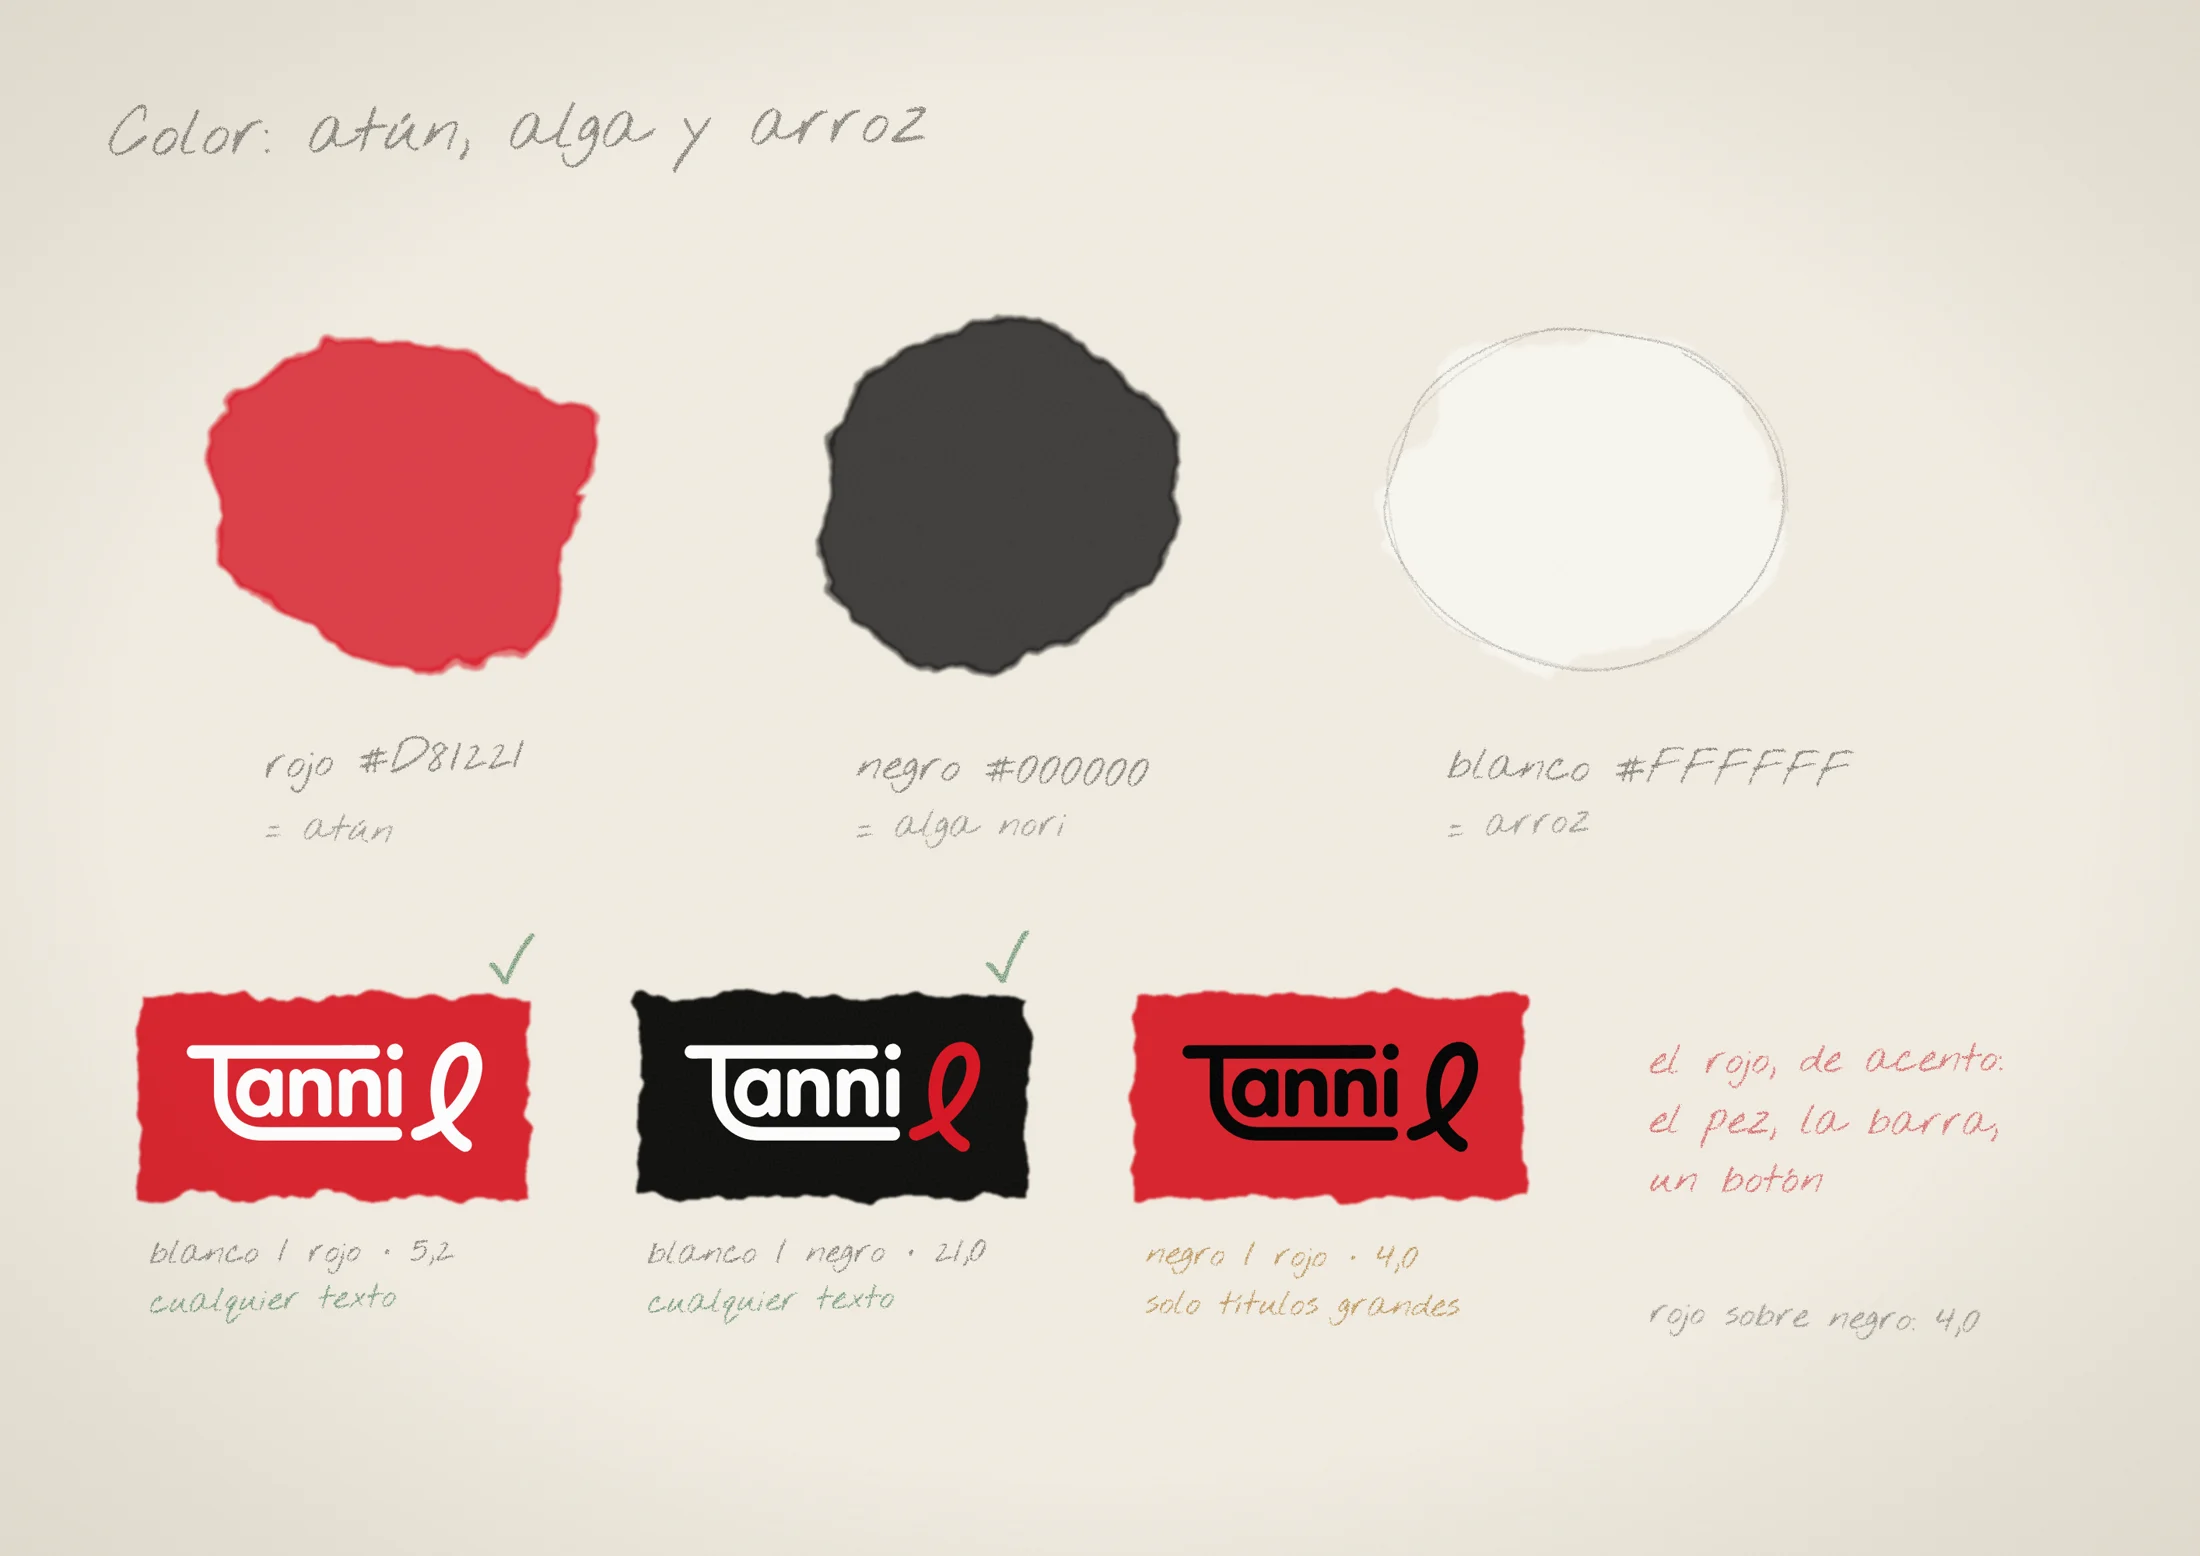 Color: atún, alga y arroz
rojo #D81221
= atún
negro #000000
= alga nori
blanco #FFFFFF
= arroz
Tanni
Tanni
Tanni
blanco / rojo · 5,2
cualquier texto
blanco / negro · 21,0
cualquier texto
negro / rojo · 4,0
solo títulos grandes
el rojo, de acento:
el pez, la barra,
un botón
rojo sobre negro: 4,0